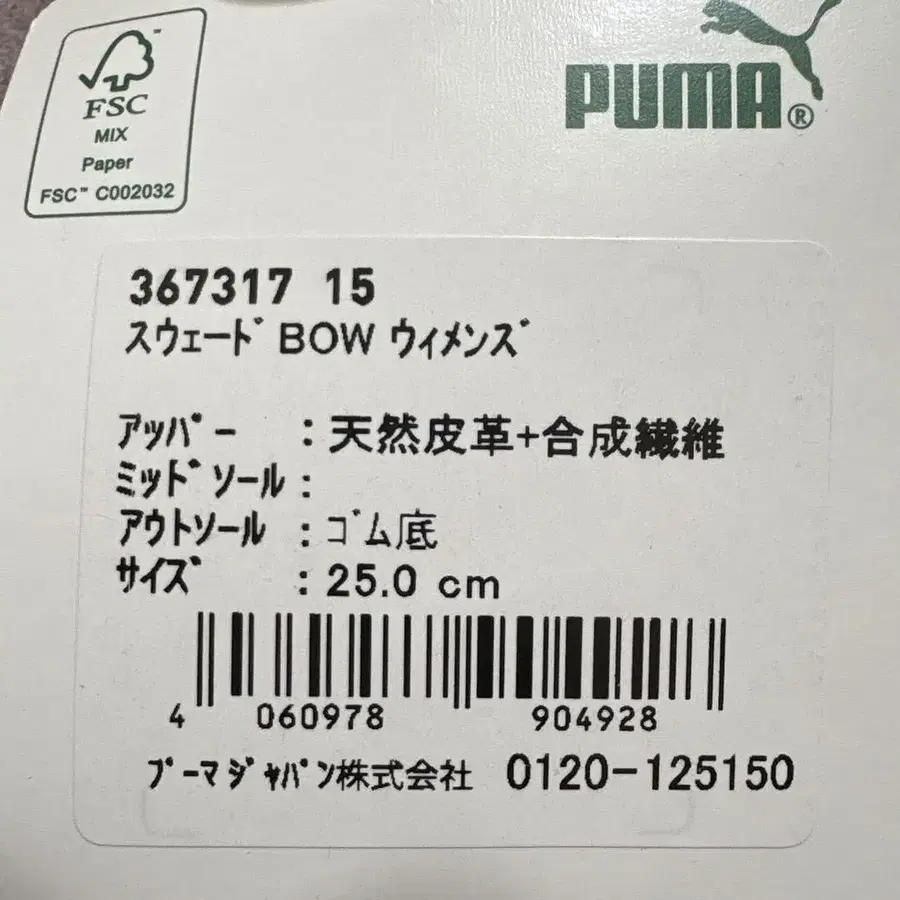 FSC
MIX
Paper
FSC™ C002032
PUMA®
367317 15
スウェード BOW ウィメンズ
アッパー : 天然皮革+合成繊維
ミッドソール :
アウトソール : ゴム底
サイズ : 25.0 cm
4 060978 904928
プーマジャパン株式会社 0120-125150